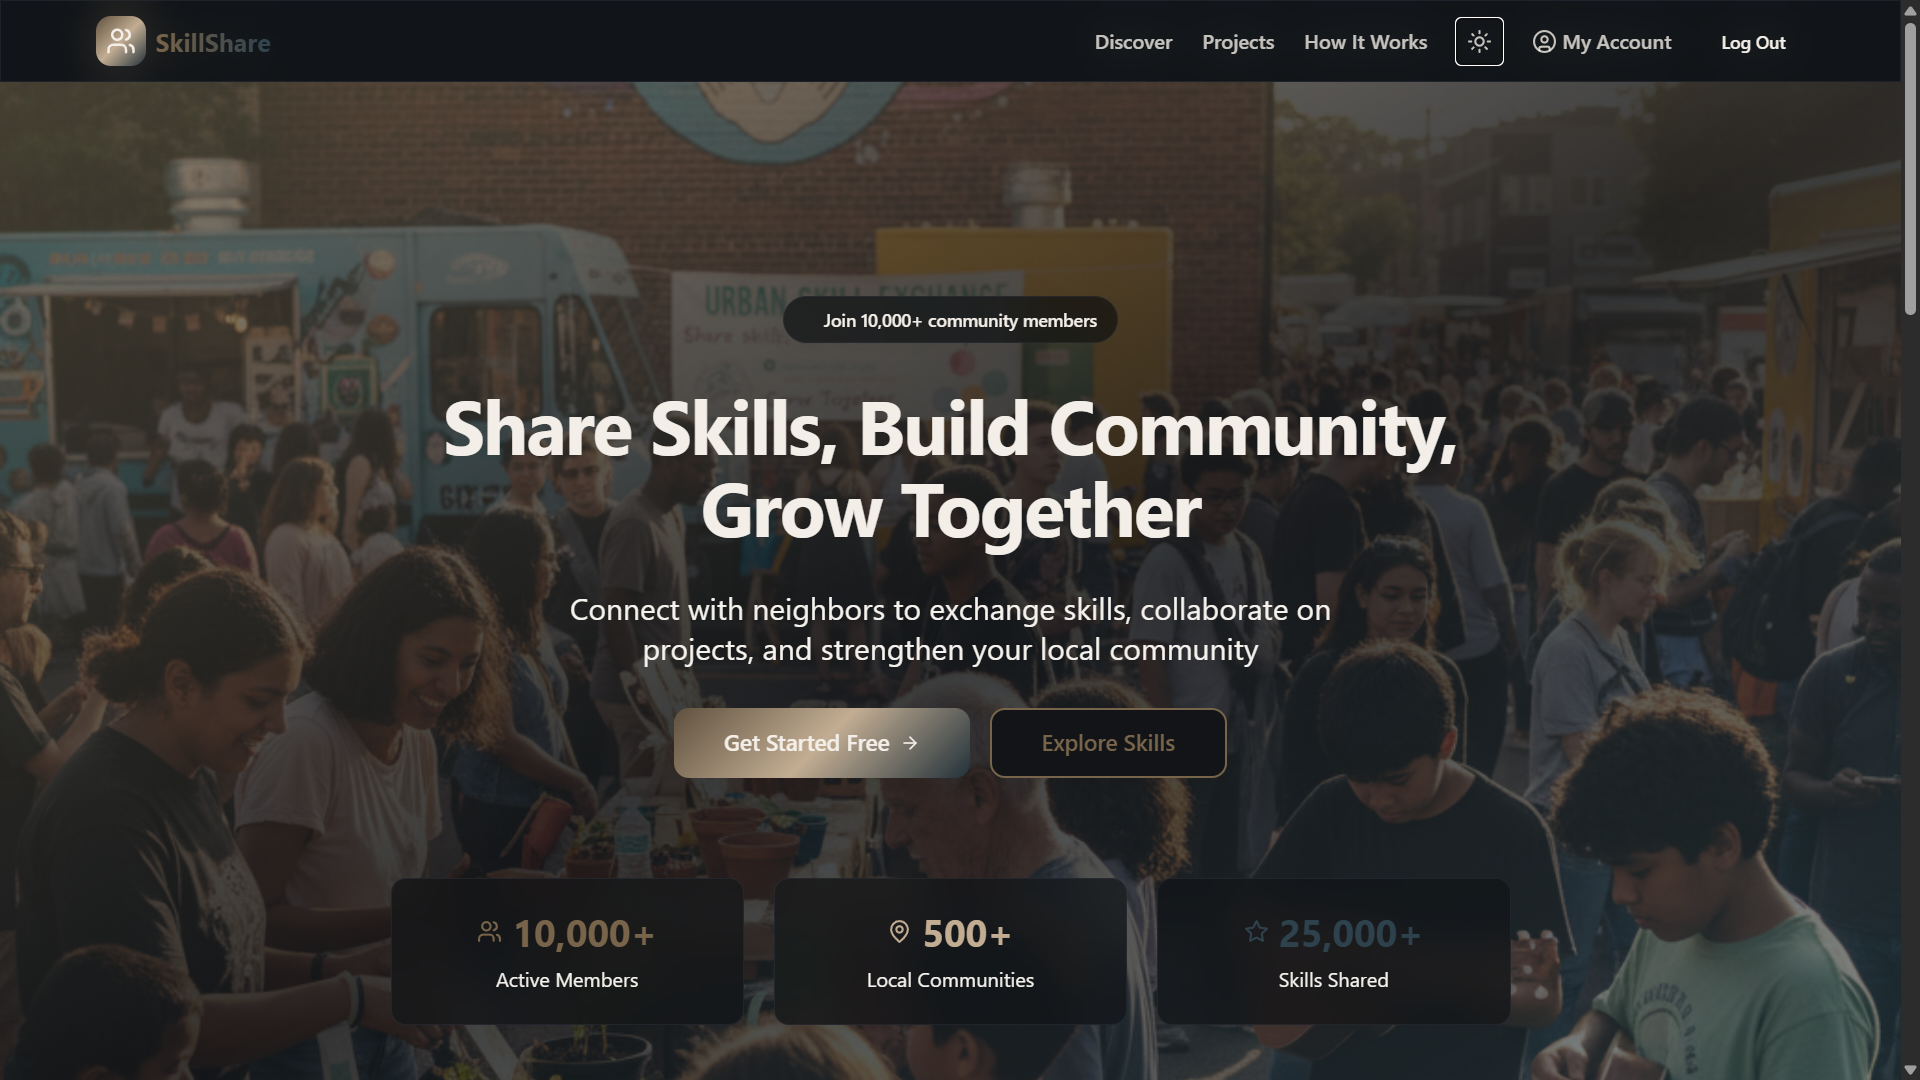 SkillShare
Discover
Projects
How It Works
My Account
Log Out
URBAN SKILL EXCHANGE
Share
Join 10,000+ community members
Share Skills, Build Community,
Grow Together
Connect with neighbors to exchange skills, collaborate on
projects, and strengthen your local community
Get Started Free →
Explore Skills
10,000+
Active Members
500+
Local Communities
25,000+
Skills Shared